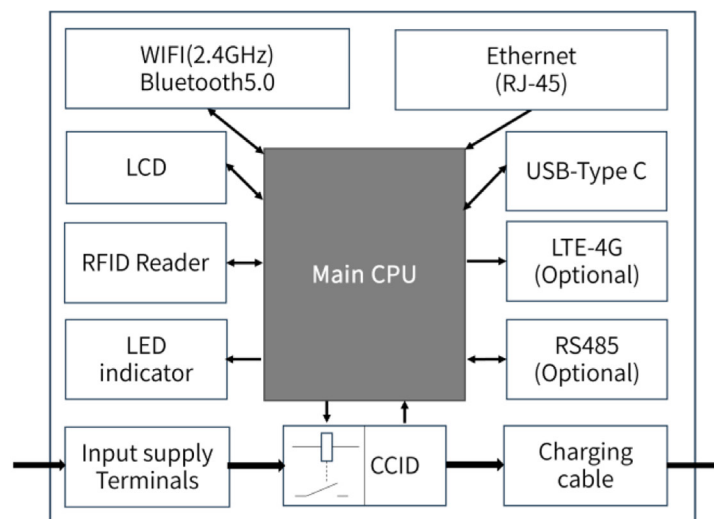 WIFI(2.4GHz)
Bluetooth5.0
Ethernet
(RJ-45)
LCD
USB-Type C
RFID Reader
Main CPU
LTE-4G
(Optional)
LED
indicator
RS485
(Optional)
Input supply
Terminals
CCID
Charging
cable